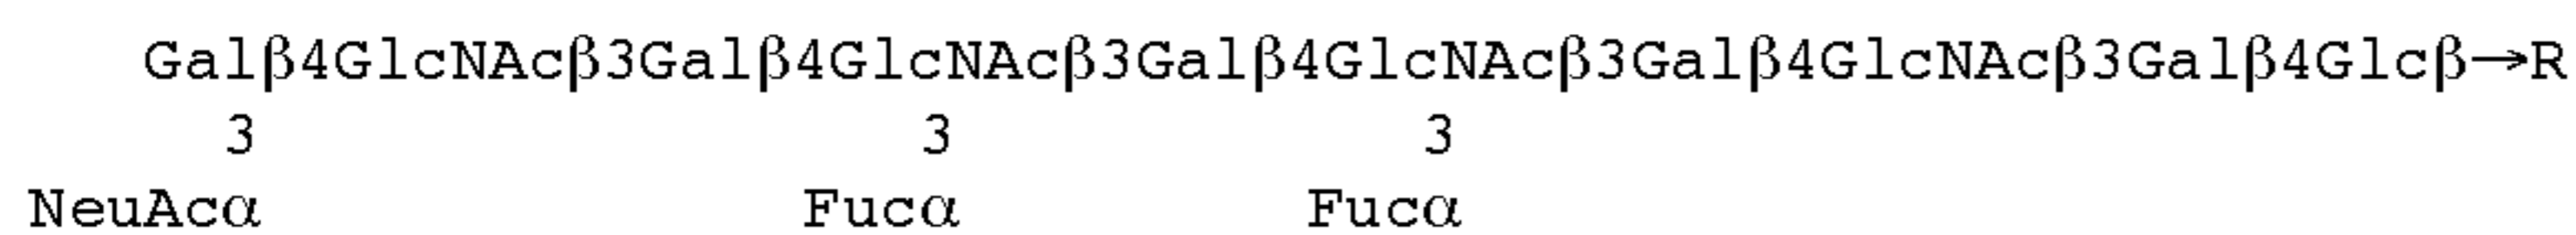 Galβ4GlcNAcβ3Galβ4GlcNAcβ3Galβ4GlcNAcβ3Galβ4GlcNAcβ3Galβ4Glcβ→R
3 3 3
NeuAcα Fucα Fucα